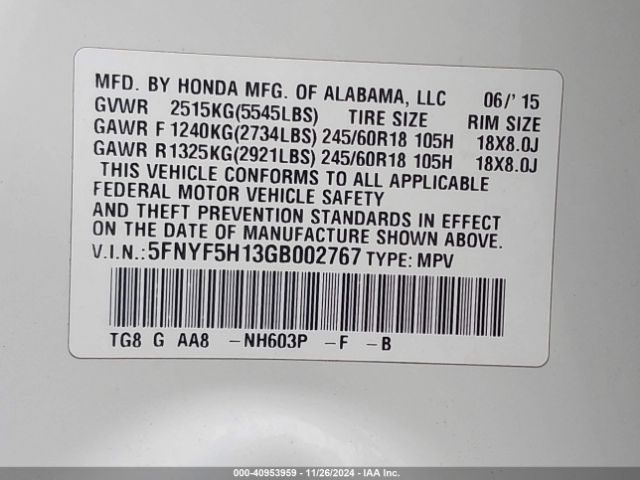 MFD. BY HONDA MFG. OF ALABAMA, LLC 06/' 15
GVWR 2515KG(5545LBS) TIRE SIZE RIM SIZE
GAWR F 1240KG(2734LBS) 245/60R18 105H 18X8.0J
GAWR R1325KG(2921LBS) 245/60R18 105H 18X8.0J
THIS VEHICLE CONFORMS TO ALL APPLICABLE
FEDERAL MOTOR VEHICLE SAFETY
AND THEFT PREVENTION STANDARDS IN EFFECT
ON THE DATE OF MANUFACTURE SHOWN ABOVE.
V.I.N.:5FNYF5H13GB002767 TYPE: MPV
TG8 G AA8 -NH603P -F -B
000-40953959 - 11/26/2024 - IAA Inc.